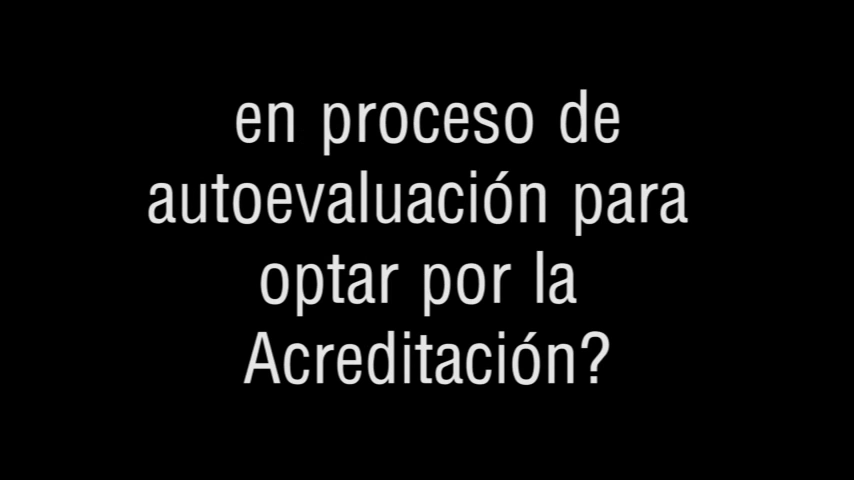 en proceso de
autoevaluación para
optar por la
Acreditación?